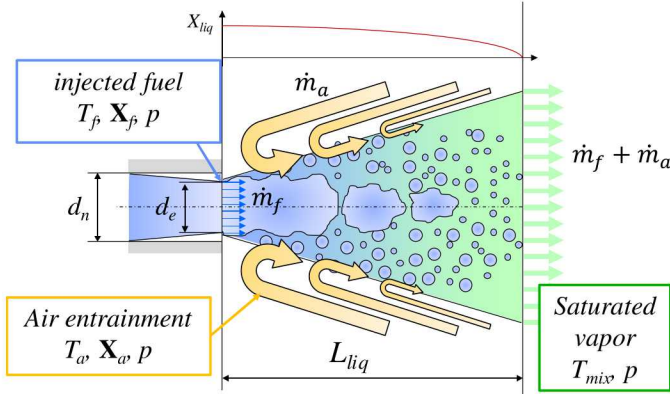 X_liq
injected fuel
T_f, X_f, p
ṁ_a
d_n
d_e
ṁ_f
ṁ_f + ṁ_a
Air entrainment
T_a, X_a, p
L_liq
Saturated
vapor
T_mix, p